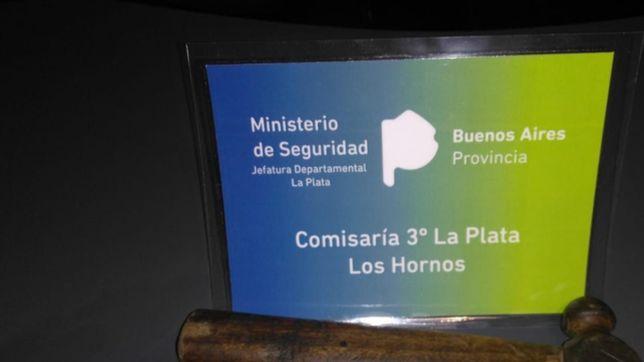 Ministerio
de Seguridad
Jefatura Departamental
La Plata
Buenos Aires
Provincia
Comisaría 3° La Plata
Los Hornos